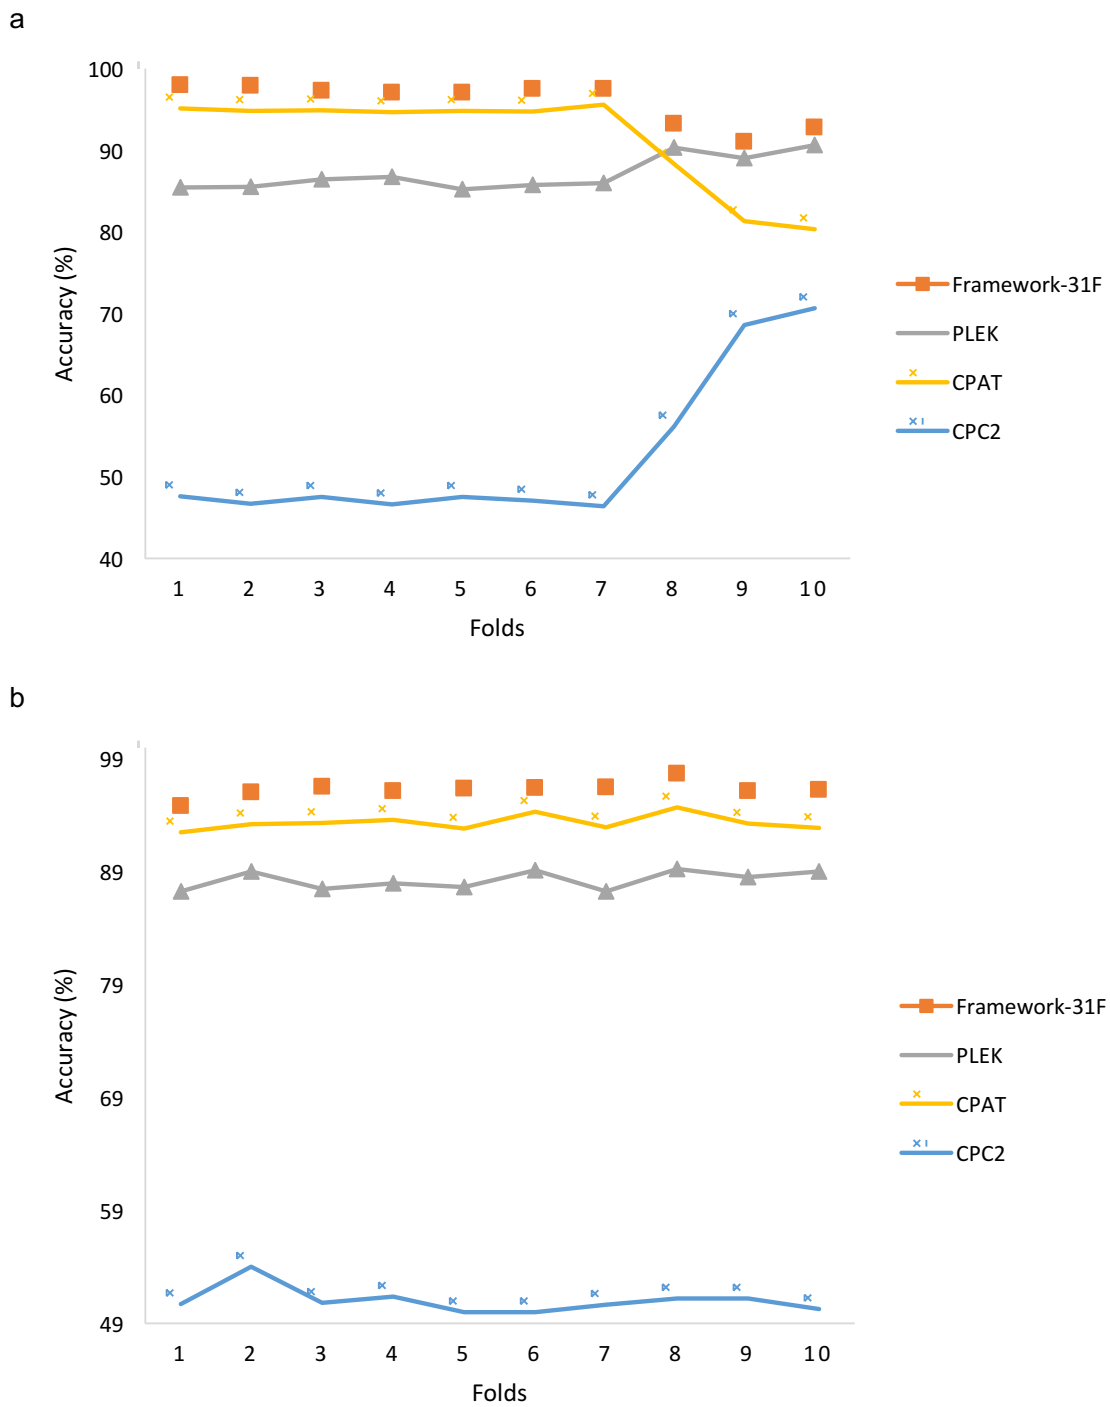 a
100
90
80
70
60
50
40
Accuracy (%)
1 2 3 4 5 6 7 8 9 10
Folds
Framework-31F
PLEK
CPAT
CPC2
b
99
89
79
69
59
49
Accuracy (%)
1 2 3 4 5 6 7 8 9 10
Folds
Framework-31F
PLEK
CPAT
CPC2